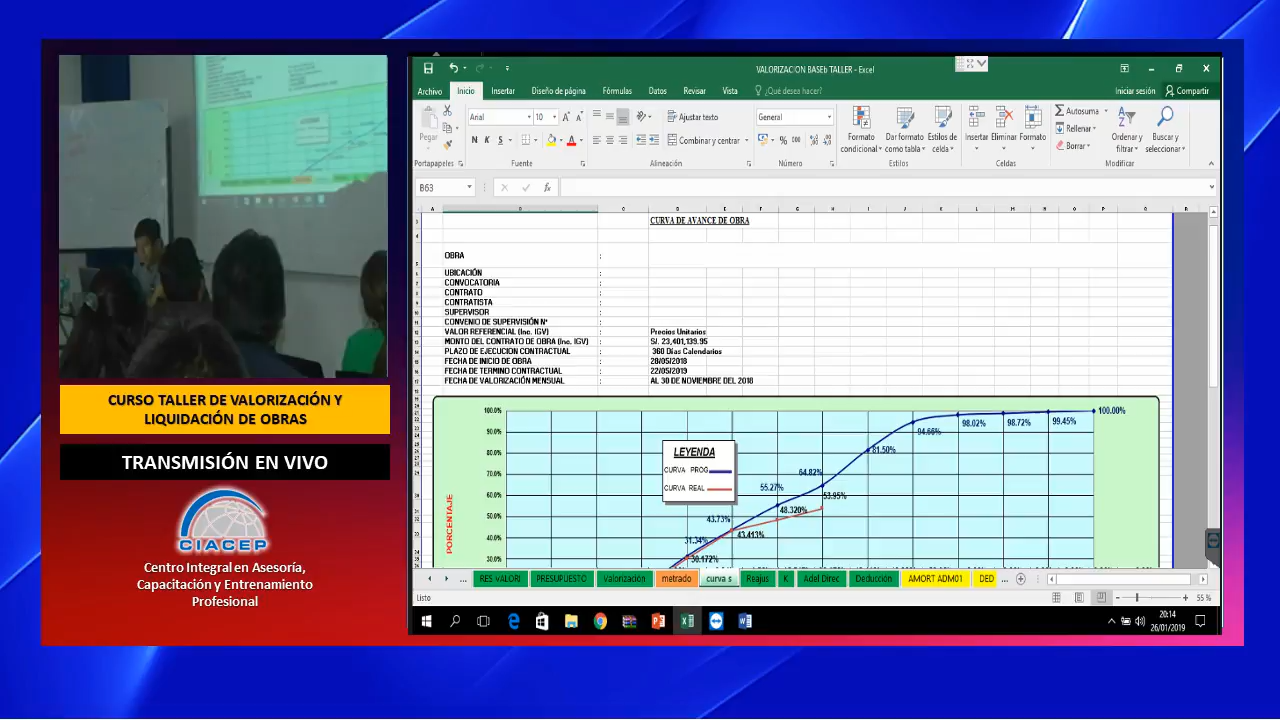 VALORIZACION BASEb TALLER - Excel
Archivo Inicio Insertar Diseño de página Fórmulas Datos Revisar Vista ¿Qué desea hacer? Iniciar sesión Compartir
Pegar
Arial 10
N K S
Ajustar texto
Combinar y centrar
General
% 000
Formato condicional
Dar formato como tabla
Estilos de celda
Insertar Eliminar Formato
Autosuma
Rellenar
Borrar
Ordenar y filtrar
Buscar y seleccionar
Portapapeles Fuente Alineación Número Estilos Celdas Modificar
B63 fx
CURVA DE AVANCE DE OBRA
OBRA :
UBICACIÓN :
CONVOCATORIA :
CONTRATO :
CONTRATISTA :
SUPERVISOR :
CONVENIO DE SUPERVISIÓN N° :
VALOR REFERENCIAL (Inc. IGV) : Precios Unitarios
MONTO DEL CONTRATO DE OBRA (Inc. IGV) : S/. 23,401,139.95
PLAZO DE EJECUCION CONTRACTUAL : 360 Días Calendarios
FECHA DE INICIO DE OBRA : 28/05/2018
FECHA DE TERMINO CONTRACTUAL : 22/05/2019
FECHA DE VALORIZACIÓN MENSUAL : AL 30 DE NOVIEMBRE DEL 2018
100.0%
90.0%
80.0%
70.0%
60.0%
50.0%
40.0%
30.0%
PORCENTAJE
LEYENDA
CURVA PROG
CURVA REAL
31.34%
43.73%
55.27%
64.82%
81.50%
94.66%
98.02%
98.72%
99.45%
100.00%
30.172%
43.413%
48.320%
53.95%
... RES VALORI PRESUPUESTO Valorización metrado curva s Reajus K Adel Direc Deducción AMORT ADM01 DED ...
Listo 55 %
20:14
26/01/2019
CURSO TALLER DE VALORIZACIÓN Y
LIQUIDACIÓN DE OBRAS
TRANSMISIÓN EN VIVO
CIACEP
Centro Integral en Asesoría,
Capacitación y Entrenamiento
Profesional